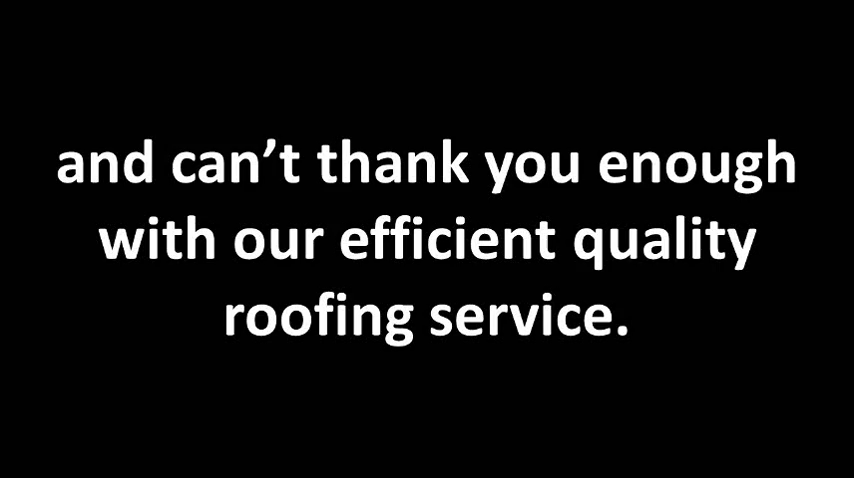 and can’t thank you enough
with our efficient quality
roofing service.